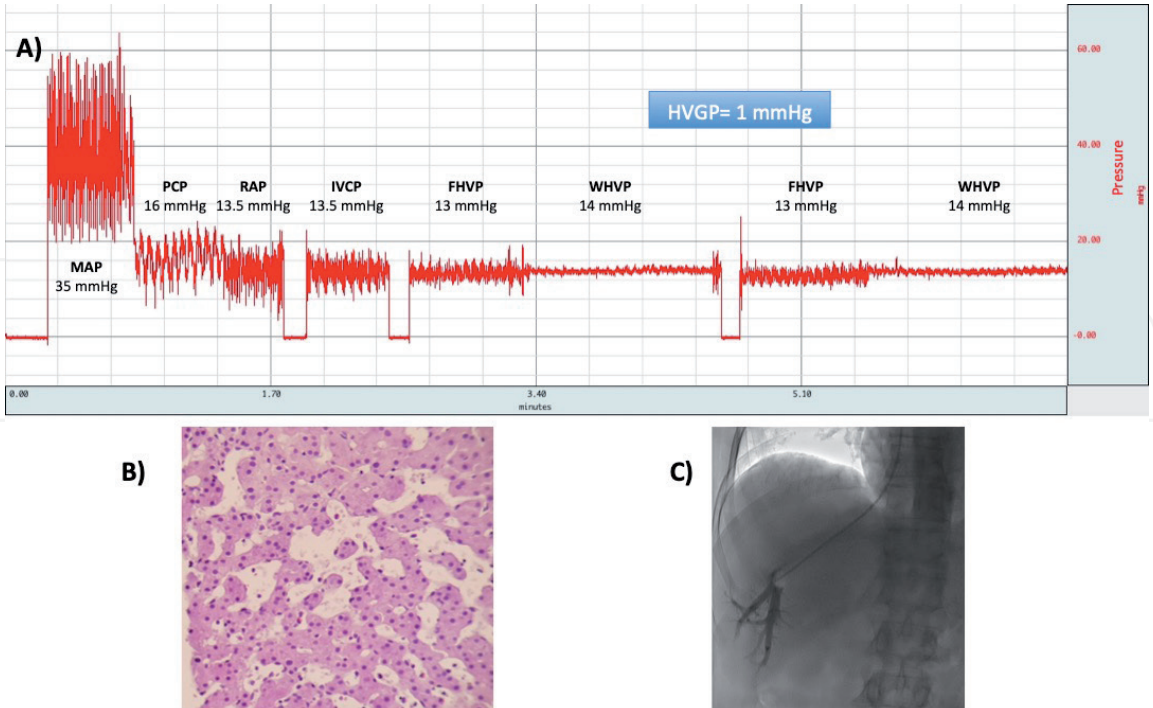 A)
60.00
HVGP= 1 mmHg
40.00
Pressure
mmHg
PCP
16 mmHg
RAP
13.5 mmHg
IVCP
13.5 mmHg
FHVP
13 mmHg
WHVP
14 mmHg
FHVP
13 mmHg
WHVP
14 mmHg
20.00
MAP
35 mmHg
-0.00
0.00
1.70
3.40
5.10
minutes
B)
C)